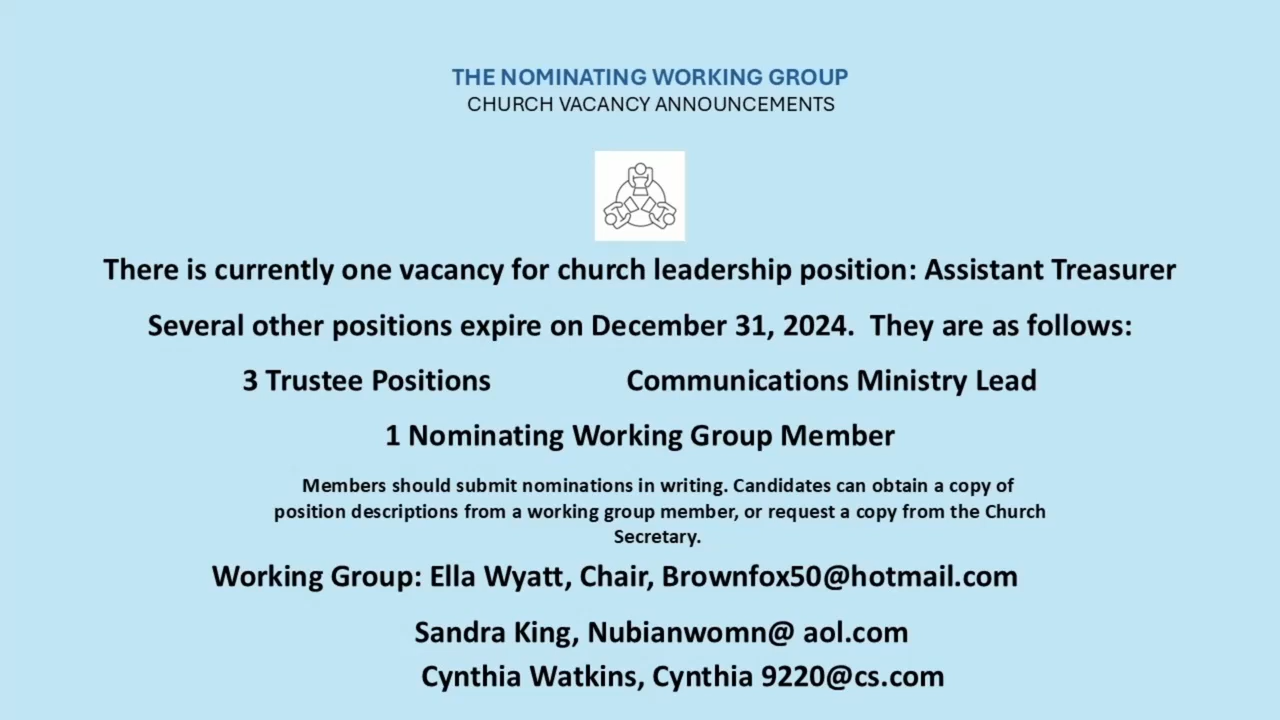 THE NOMINATING WORKING GROUP
CHURCH VACANCY ANNOUNCEMENTS
There is currently one vacancy for church leadership position: Assistant Treasurer
Several other positions expire on December 31, 2024.  They are as follows:
3 Trustee Positions Communications Ministry Lead
1 Nominating Working Group Member
Members should submit nominations in writing. Candidates can obtain a copy of
position descriptions from a working group member, or request a copy from the Church
Secretary.
Working Group: Ella Wyatt, Chair, Brownfox50@hotmail.com
Sandra King, Nubianwomn@ aol.com
Cynthia Watkins, Cynthia 9220@cs.com